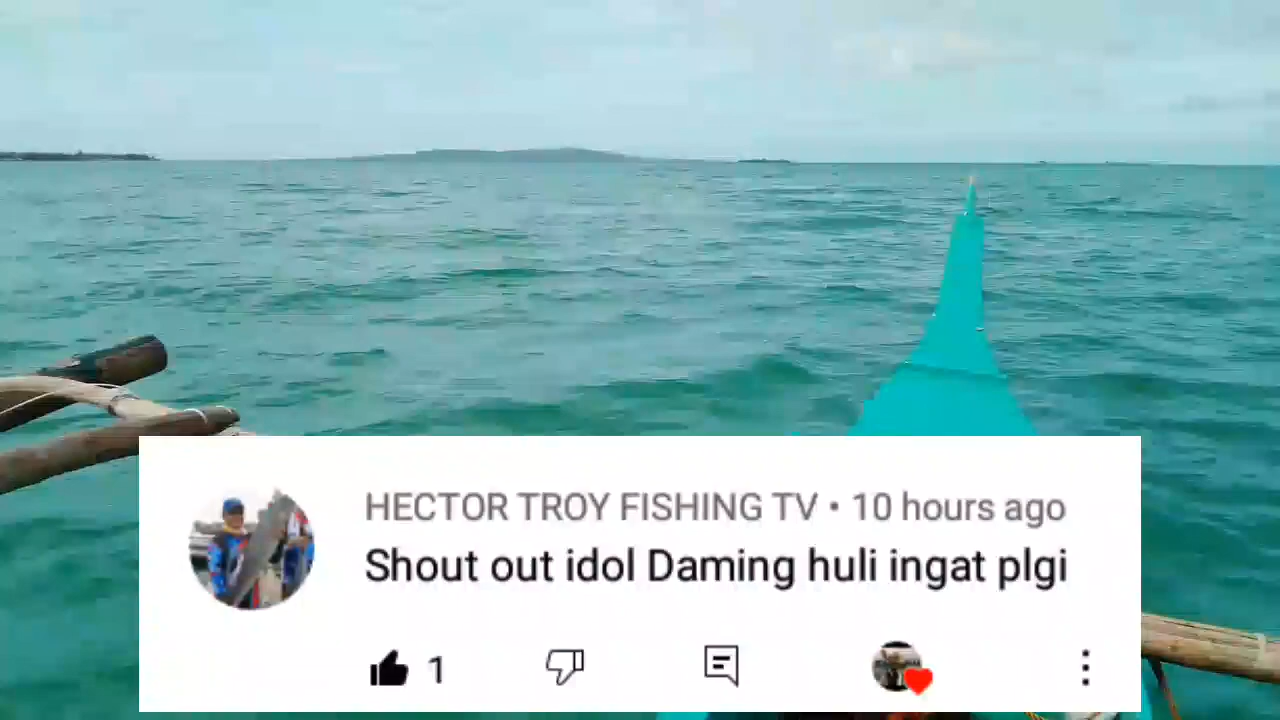 HECTOR TROY FISHING TV • 10 hours ago
Shout out idol Daming huli ingat plgi
1